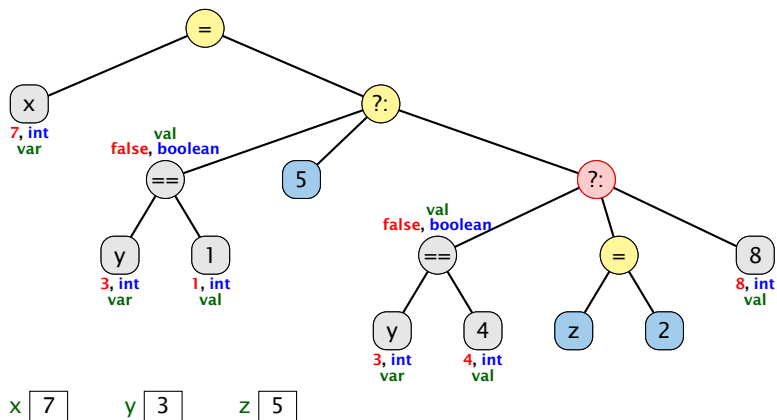 =
x
?:
7, int
var
val
false, boolean
==
5
?:
val
false, boolean
y
1
==
=
8
3, int
var
1, int
val
8, int
val
y
4
z
2
3, int
var
4, int
val
x 7 y 3 z 5